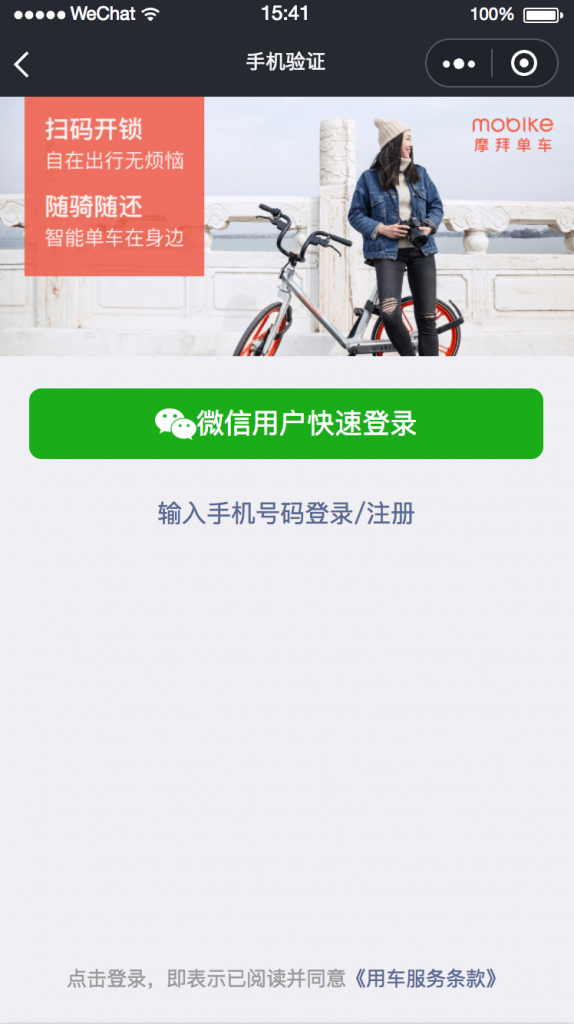 WeChat 15:41 100%
手机验证
扫码开锁
自在出行无烦恼
随骑随还
智能单车在身边
mobike
摩拜单车
微信用户快速登录
输入手机号码登录/注册
点击登录，即表示已阅读并同意《用车服务条款》